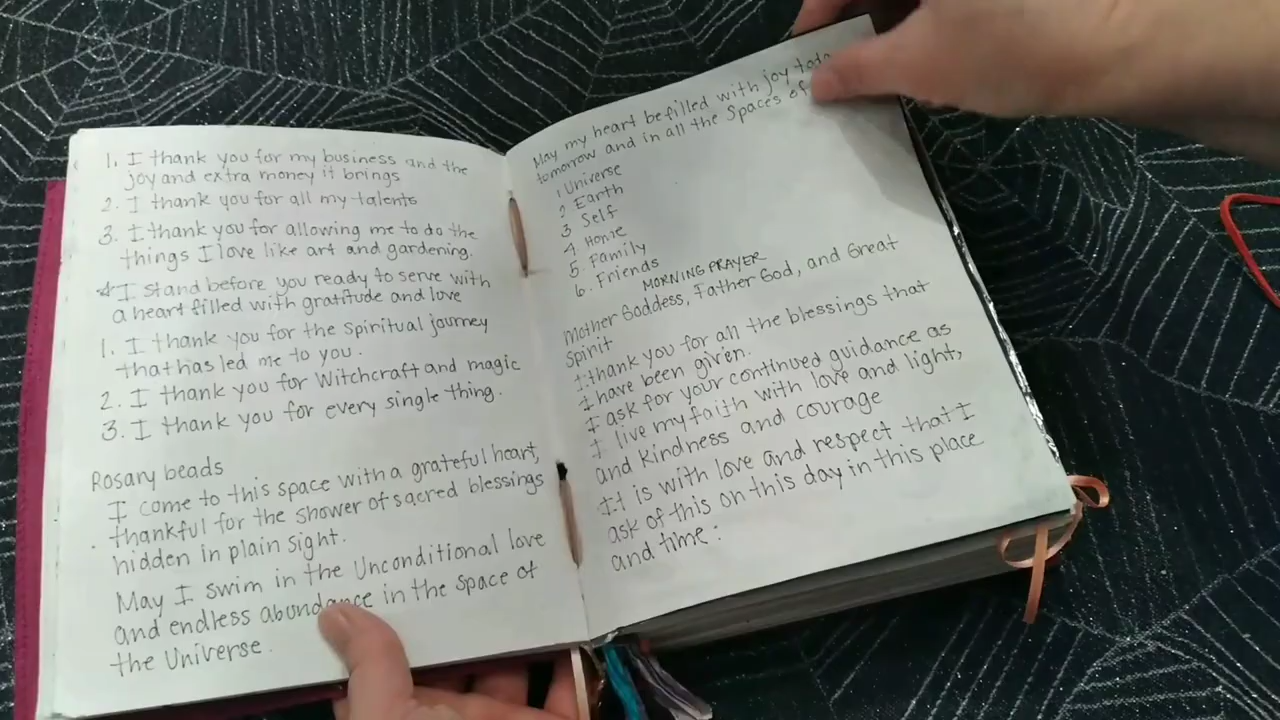 1. I thank you for my business and the
joy and extra money it brings
2. I thank you for all my talents
3. I thank you for allowing me to do the
things I love like art and gardening.
4 I stand before you ready to serve with
a heart filled with gratitude and love
1. I thank you for the Spiritual journey
that has led me to you.
2. I thank you for Witchcraft and magic
3. I thank you for every single thing.
Rosary beads
I come to this space with a grateful heart,
thankful for the shower of sacred blessings
hidden in plain sight.
May I swim in the Unconditional love
and endless abundance in the Space of
the Universe.
May my heart be filled with joy
tomorrow and in all the Spaces of
1 Universe
2 Earth
3 Self
4. Home
5. Family
6. Friends
MORNING PRAYER
Mother Goddess, Father God, and Great
Spirit
I thank you for all the blessings that
I have been given.
I ask for your continued guidance as
I live my faith with love and light,
and kindness and courage
It is with love and respect that I
ask of this on this day in this place
and time: